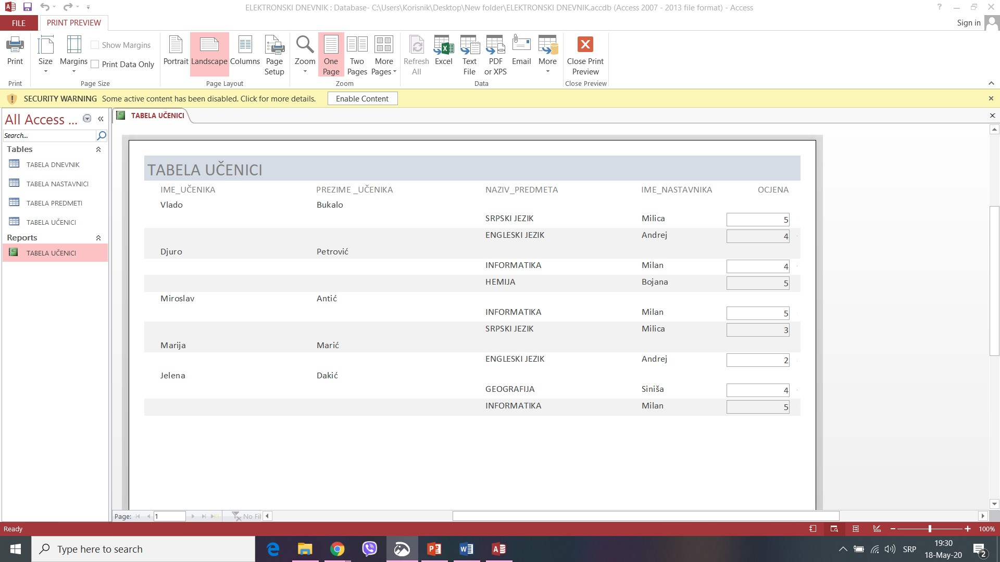 ELEKTRONSKI DNEVNIK : Database- C:\Users\Korisnik\Desktop\New folder\ELEKTRONSKI DNEVNIK.accdb (Access 2007 - 2013 file format) - Access
FILE PRINT PREVIEW Sign in
Show Margins
Print Data Only
Print Size Margins Portrait Landscape Columns Page Setup Zoom One Page Two Pages More Pages Refresh All Excel Text File PDF or XPS Email More Close Print Preview
Print Page Size Page Layout Zoom Data Close Preview
SECURITY WARNING Some active content has been disabled. Click for more details. Enable Content
All Access ...
Search...
Tables
TABELA DNEVNIK
TABELA NASTAVNICI
TABELA PREDMETI
TABELA UČENICI
Reports
TABELA UČENICI
TABELA UČENICI
TABELA UČENICI
IME_UČENIKA PREZIME _UČENIKA NAZIV_PREDMETA IME_NASTAVNIKA OCJENA
Vlado Bukalo
SRPSKI JEZIK Milica 5
ENGLESKI JEZIK Andrej 4
Djuro Petrović
INFORMATIKA Milan 4
HEMIJA Bojana 5
Miroslav Antić
INFORMATIKA Milan 5
SRPSKI JEZIK Milica 3
Marija Marić
ENGLESKI JEZIK Andrej 2
Jelena Dakić
GEOGRAFIJA Siniša 4
INFORMATIKA Milan 5
Page: 1 No Fil
Ready 100%
Type here to search SRP 19:30
18-May-20 2